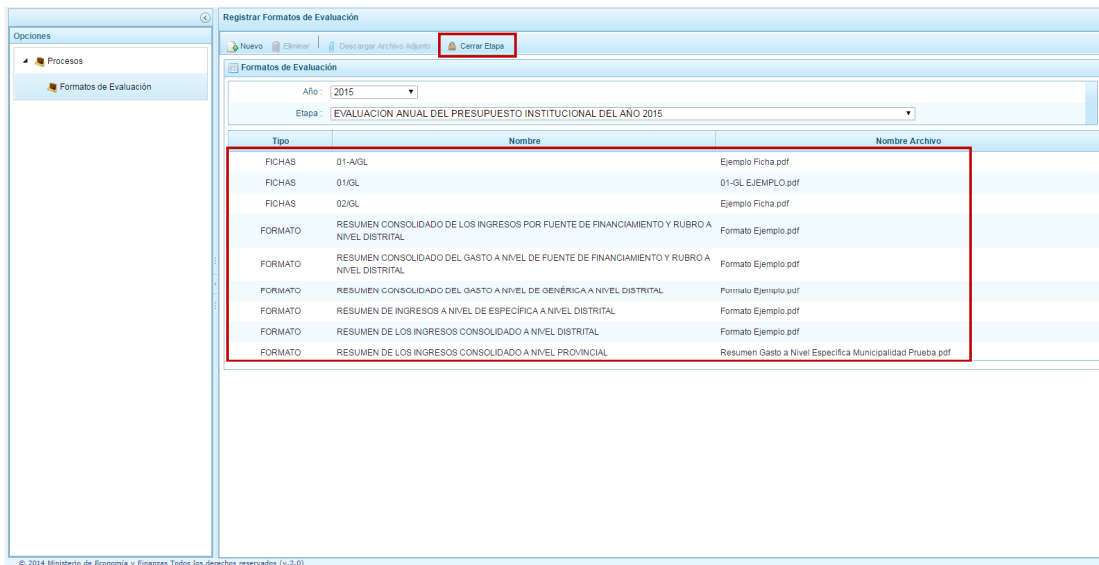 Registrar Formatos de Evaluación
Opciones
Nuevo Eliminar Descargar Archivo Adjunto Cerrar Etapa
Procesos
Formatos de Evaluación
Formatos de Evaluación
Año : 2015
Etapa : EVALUACIÓN ANUAL DEL PRESUPUESTO INSTITUCIONAL DEL AÑO 2015
Tipo Nombre Nombre Archivo
FICHAS 01-A/GL Ejemplo Ficha.pdf
FICHAS 01/GL 01-GL EJEMPLO.pdf
FICHAS 02/GL Ejemplo Ficha.pdf
FORMATO RESUMEN CONSOLIDADO DE LOS INGRESOS POR FUENTE DE FINANCIAMIENTO Y RUBRO A Formato Ejemplo.pdf
NIVEL DISTRITAL
FORMATO RESUMEN CONSOLIDADO DEL GASTO A NIVEL DE FUENTE DE FINANCIAMIENTO Y RUBRO A Formato Ejemplo.pdf
NIVEL DISTRITAL
FORMATO RESUMEN CONSOLIDADO DEL GASTO A NIVEL DE GENÉRICA A NIVEL DISTRITAL Formato Ejemplo.pdf
FORMATO RESUMEN DE INGRESOS A NIVEL DE ESPECÍFICA A NIVEL DISTRITAL Formato Ejemplo.pdf
FORMATO RESUMEN DE LOS INGRESOS CONSOLIDADO A NIVEL DISTRITAL Formato Ejemplo.pdf
FORMATO RESUMEN DE LOS INGRESOS CONSOLIDADO A NIVEL PROVINCIAL Resumen Gasto a Nivel Especifica Municipalidad Prueba.pdf
© 2014 Ministerio de Economía y Finanzas Todos los derechos reservados (v.2.0)